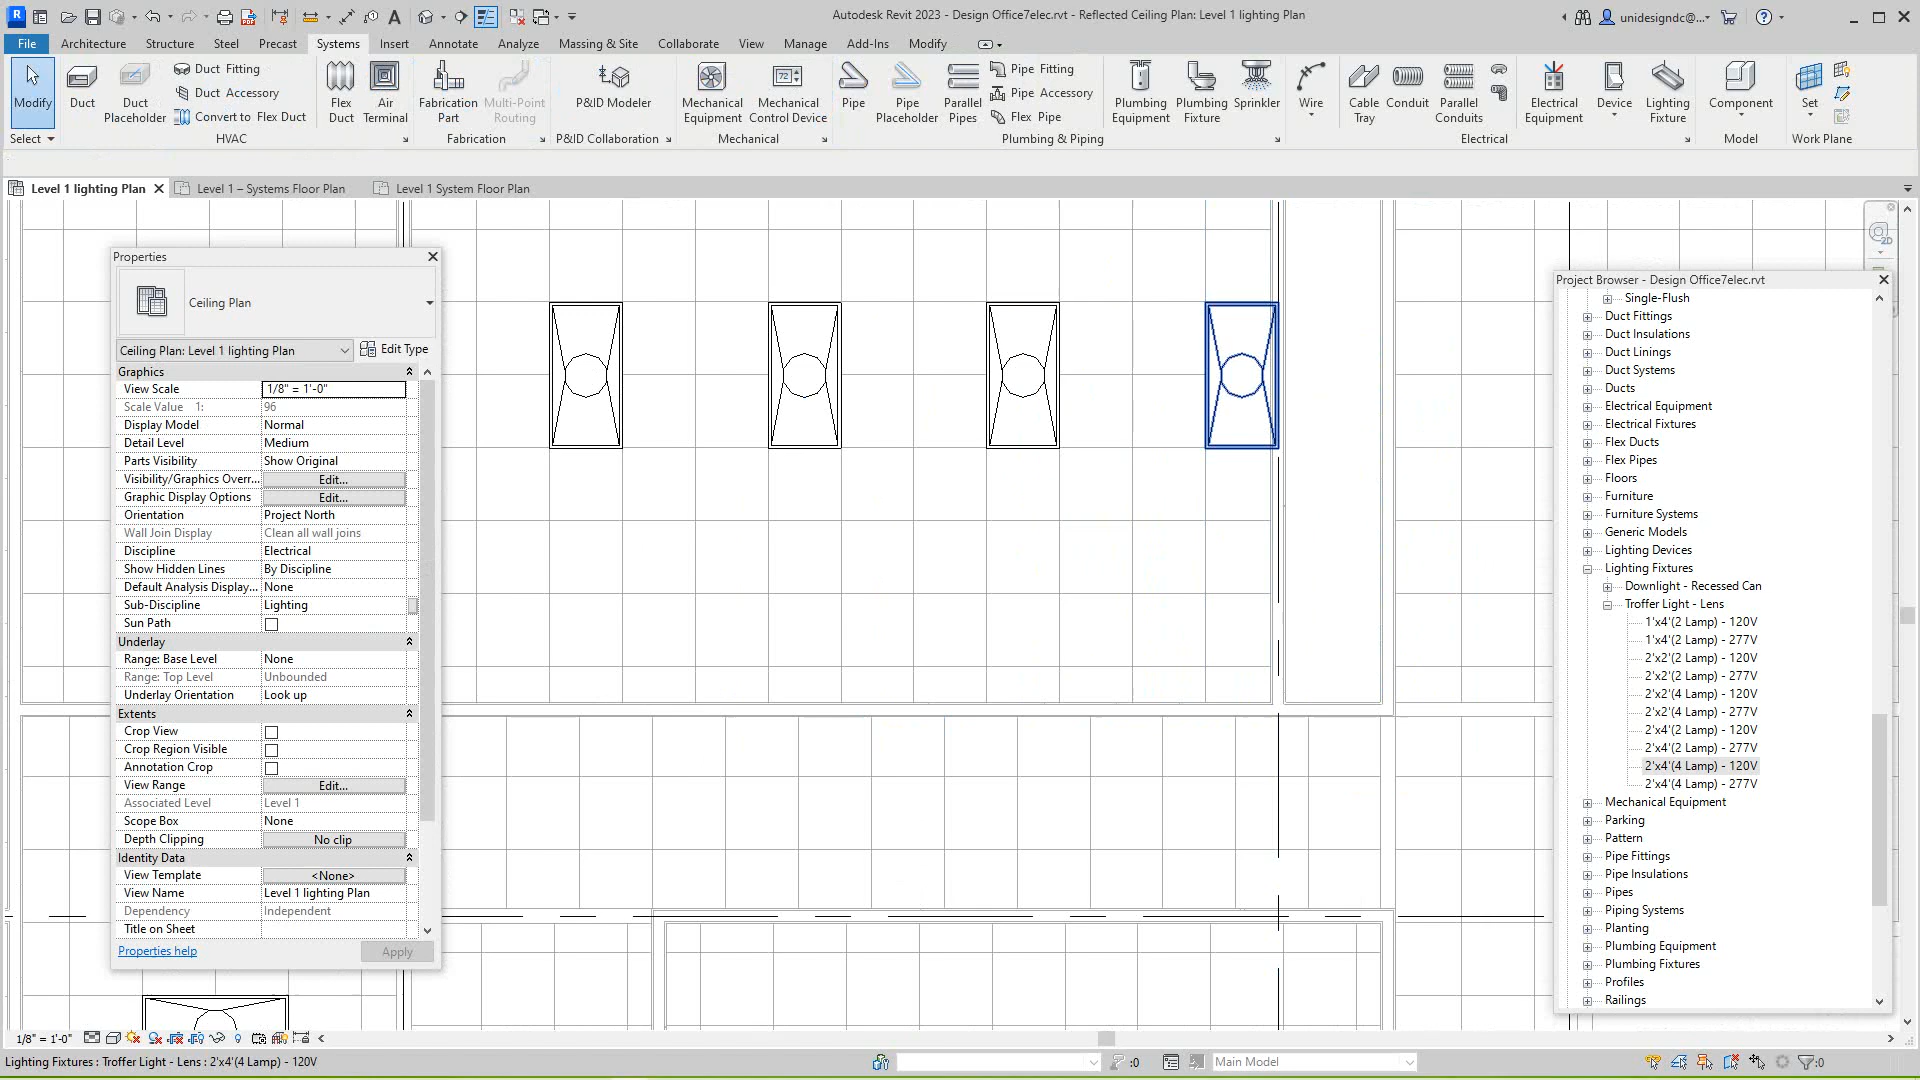 Autodesk Revit 2023 - Design Office7elec.rvt - Reflected Ceiling Plan: Level 1 lighting Plan
unidesigndc@...
File Architecture Structure Steel Precast Systems Insert Annotate Analyze Massing & Site Collaborate View Manage Add-Ins Modify
Modify
Duct
Duct Placeholder
Duct Fitting
Duct Accessory
Convert to Flex Duct
Flex Duct
Air Terminal
Fabrication Part
Multi-Point Routing
P&ID Modeler
Mechanical Equipment
Mechanical Control Device
Pipe
Pipe Placeholder
Parallel Pipes
Pipe Fitting
Pipe Accessory
Flex Pipe
Plumbing Equipment
Plumbing Fixture
Sprinkler
Wire
Cable Tray
Conduit
Parallel Conduits
Electrical Equipment
Device
Lighting Fixture
Component
Set
Select HVAC Fabrication P&ID Collaboration Mechanical Plumbing & Piping Electrical Model Work Plane
Level 1 lighting Plan Level 1 – Systems Floor Plan Level 1 System Floor Plan
Properties
Ceiling Plan
Ceiling Plan: Level 1 lighting Plan Edit Type
Graphics
View Scale 1/8" = 1'-0"
Scale Value 1: 96
Display Model Normal
Detail Level Medium
Parts Visibility Show Original
Visibility/Graphics Overr... Edit...
Graphic Display Options Edit...
Orientation Project North
Wall Join Display Clean all wall joins
Discipline Electrical
Show Hidden Lines By Discipline
Default Analysis Display... None
Sub-Discipline Lighting
Sun Path
Underlay
Range: Base Level None
Range: Top Level Unbounded
Underlay Orientation Look up
Extents
Crop View
Crop Region Visible
Annotation Crop
View Range Edit...
Associated Level Level 1
Scope Box None
Depth Clipping No clip
Identity Data
View Template <None>
View Name Level 1 lighting Plan
Dependency Independent
Title on Sheet
Properties help Apply
Project Browser - Design Office7elec.rvt
Single-Flush
Duct Fittings
Duct Insulations
Duct Linings
Duct Systems
Ducts
Electrical Equipment
Electrical Fixtures
Flex Ducts
Flex Pipes
Floors
Furniture
Furniture Systems
Generic Models
Lighting Devices
Lighting Fixtures
Downlight - Recessed Can
Troffer Light - Lens
1'x4'(2 Lamp) - 120V
1'x4'(2 Lamp) - 277V
2'x2'(2 Lamp) - 120V
2'x2'(2 Lamp) - 277V
2'x2'(4 Lamp) - 120V
2'x2'(4 Lamp) - 277V
2'x4'(2 Lamp) - 120V
2'x4'(2 Lamp) - 277V
2'x4'(4 Lamp) - 120V
2'x4'(4 Lamp) - 277V
Mechanical Equipment
Parking
Pattern
Pipe Fittings
Pipe Insulations
Pipes
Piping Systems
Planting
Plumbing Equipment
Plumbing Fixtures
Profiles
Railings
1/8" = 1'-0"
Lighting Fixtures : Troffer Light - Lens : 2'x4'(4 Lamp) - 120V
:0 Main Model :0